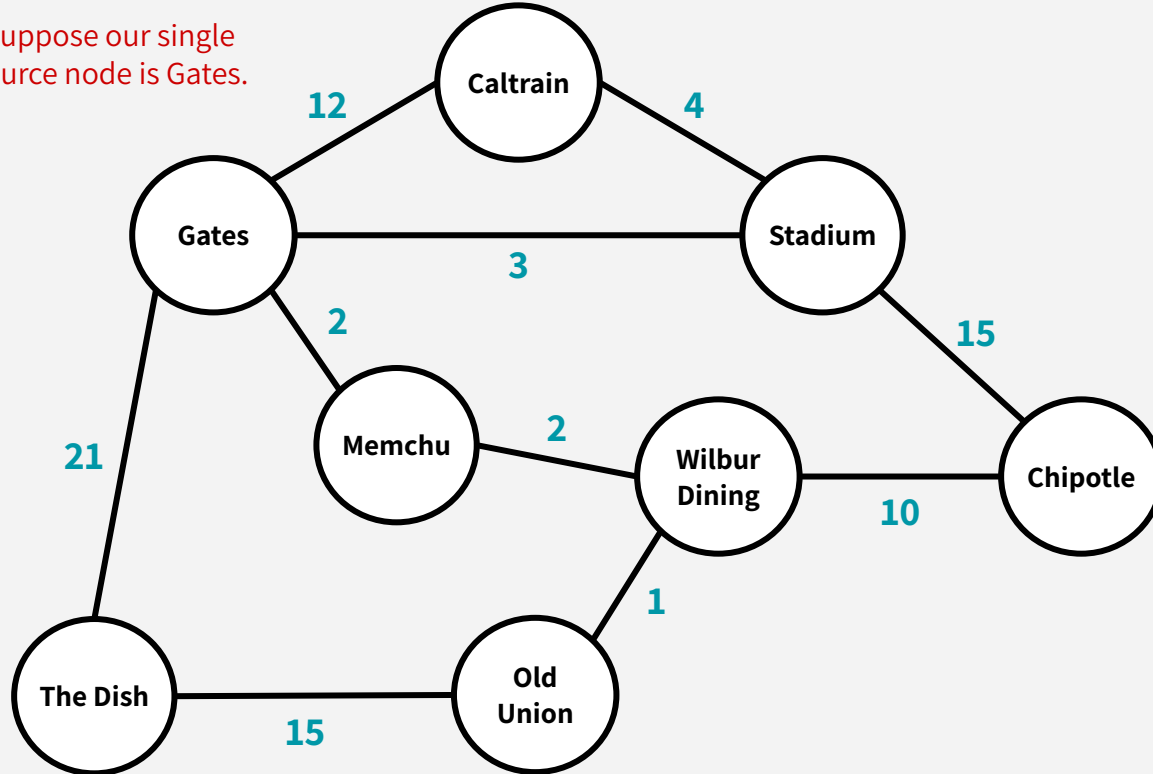 uppose our single
urce node is Gates.
Caltrain
12
4
Gates
Stadium
3
2
15
Memchu
2
Wilbur
Dining
21
Chipotle
10
1
The Dish
Old
Union
15